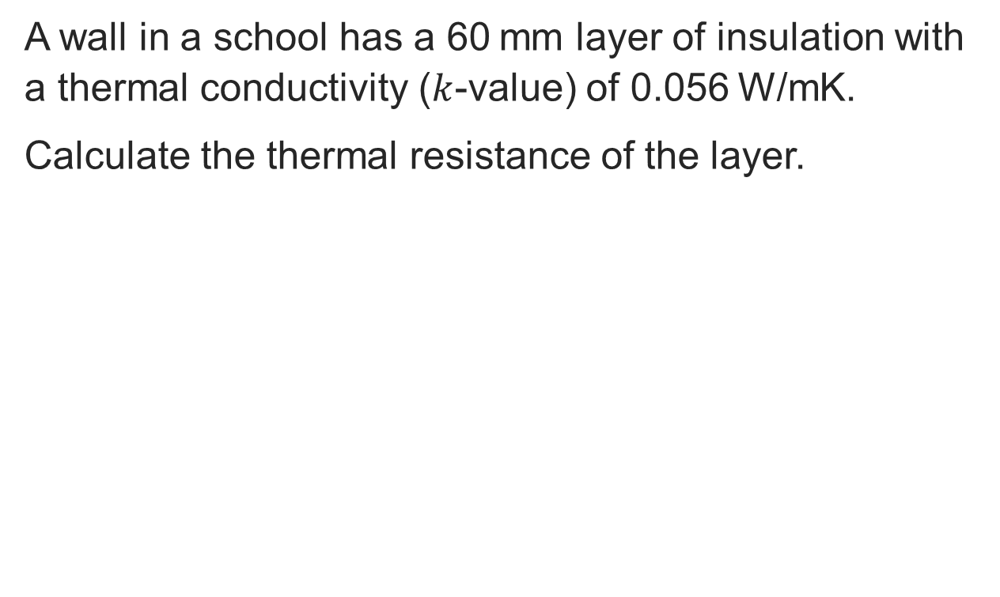 A wall in a school has a 60 mm layer of insulation with
a thermal conductivity (k-value) of 0.056 W/mK.
Calculate the thermal resistance of the layer.